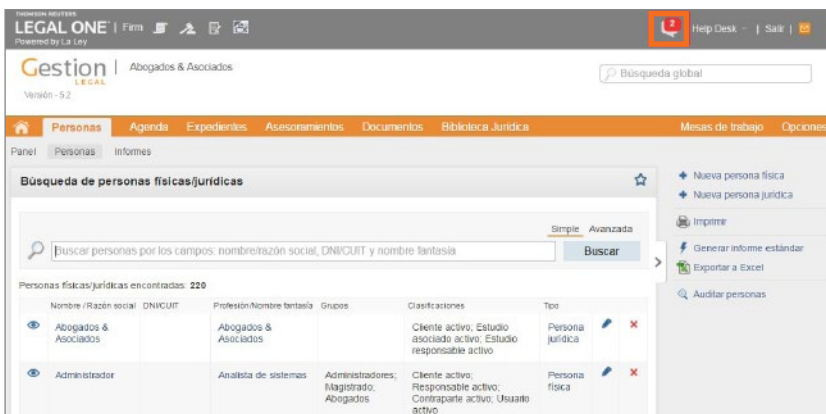 THOMSON REUTERS
LEGAL ONE | Firm
Powered by La Ley
2
Help Desk | Salir |
Gestion | Abogados & Asociados
LEGAL
Versión - 5.2
Búsqueda global
Personas Agenda Expedientes Asesoramientos Documentos Biblioteca Jurídica Mesas de trabajo Opciones
Panel Personas Informes
Búsqueda de personas físicas/jurídicas
Nueva persona física
Nueva persona jurídica
Imprimir
Generar informe estándar
Exportar a Excel
Auditar personas
Simple Avanzada
Buscar personas por los campos: nombre/razón social, DNI/CUIT y nombre fantasía
Buscar
Personas físicas/jurídicas encontradas: 220
Nombre / Razón social DNI/CUIT Profesión/Nombre fantasía Grupos Clasificaciones Tipo
Abogados & Asociados Abogados & Asociados Cliente activo; Estudio asociado activo; Estudio responsable activo Persona jurídica
Administrador Analista de sistemas Administradores; Magistrado; Abogados Cliente activo; Responsable activo; Contraparte activo; Usuario activo Persona física